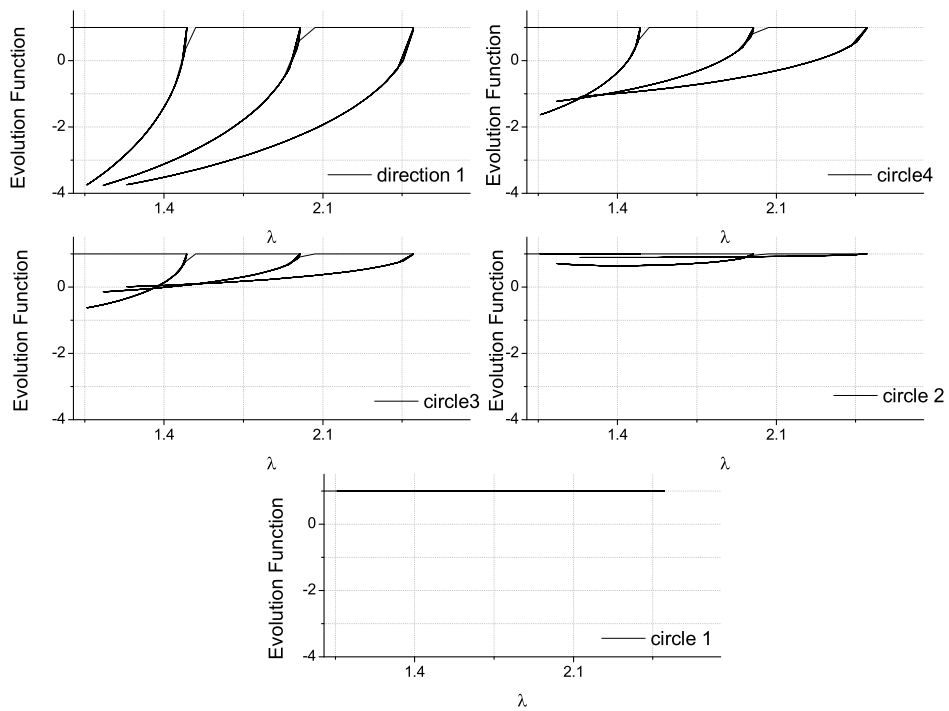 Evolution Function
0
-2
-4
1.4
2.1
λ
direction 1
Evolution Function
0
-2
-4
1.4
2.1
λ
circle4
Evolution Function
0
-2
-4
1.4
2.1
λ
circle3
Evolution Function
0
-2
-4
1.4
2.1
λ
circle 2
Evolution Function
0
-2
-4
1.4
2.1
λ
circle 1